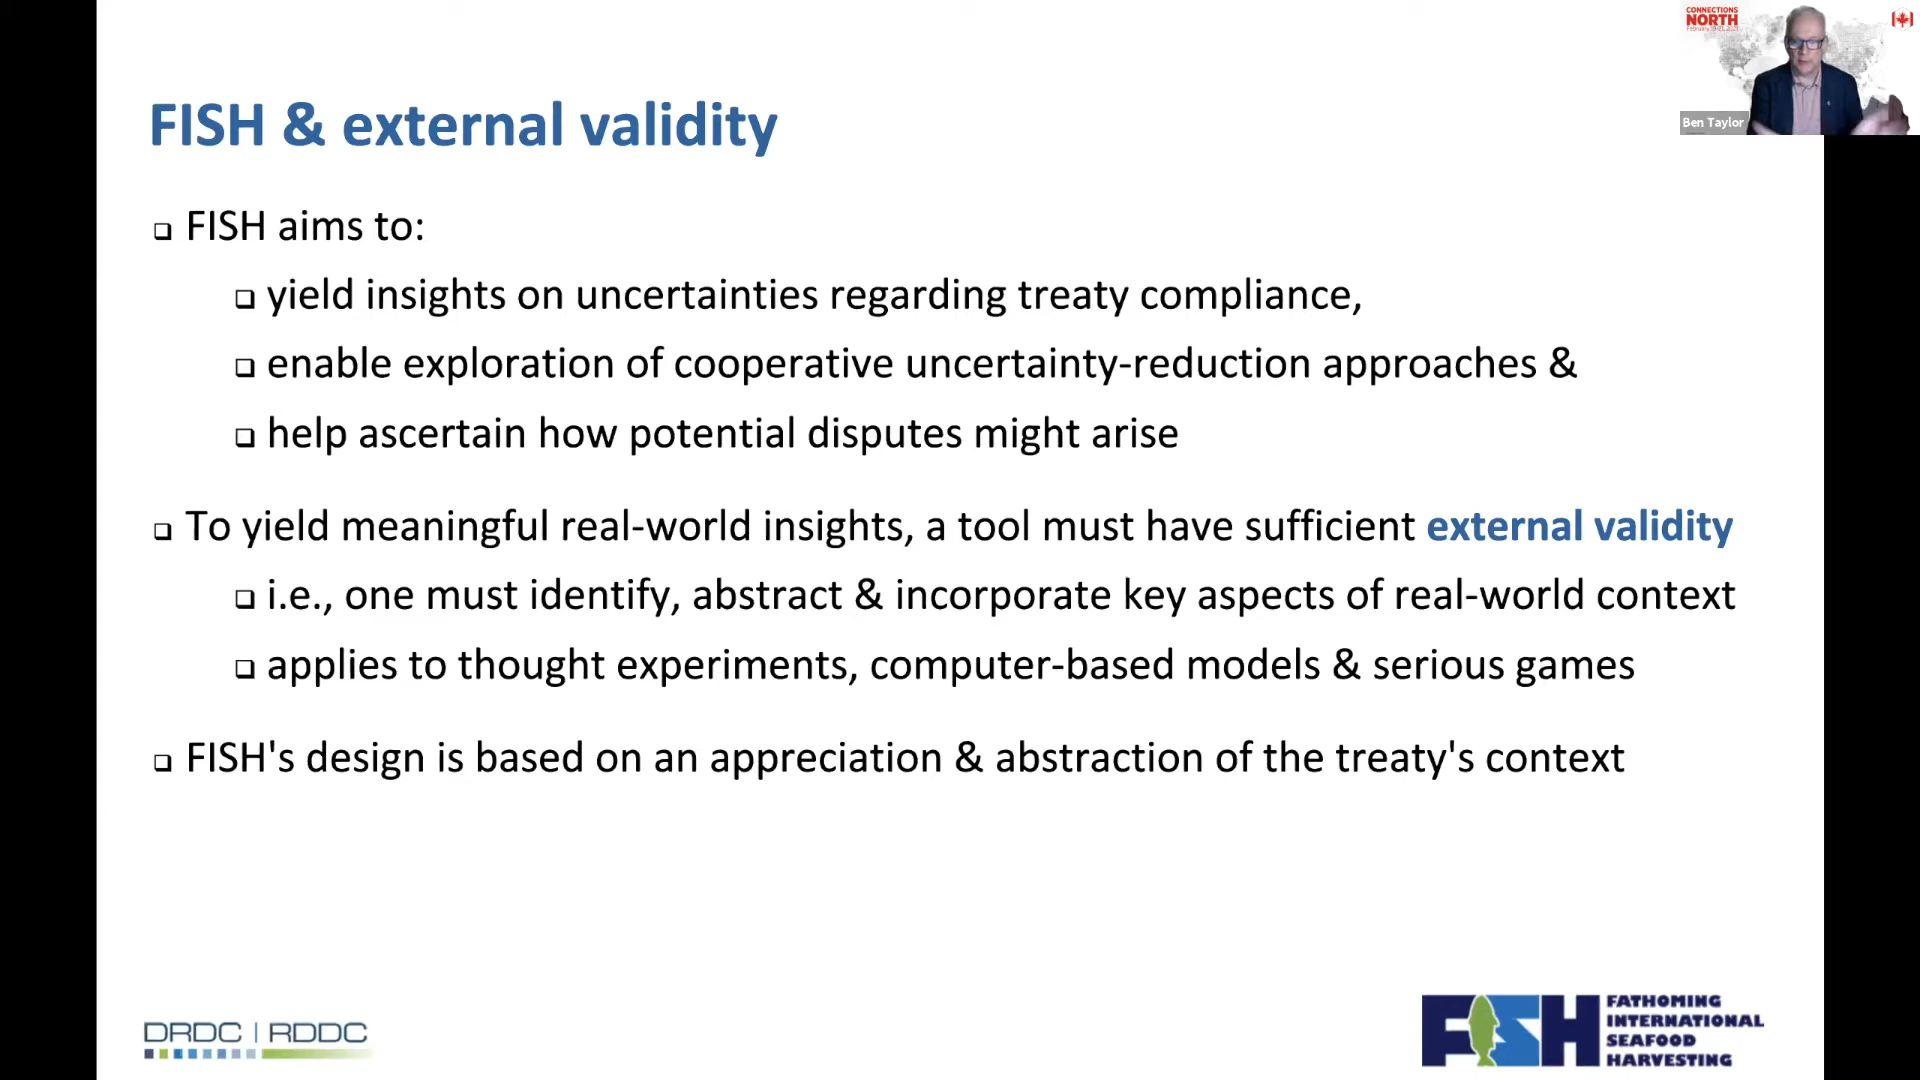 CONNECTIONS
NORTH
Ben Taylor
FISH & external validity
❑ FISH aims to:
❑ yield insights on uncertainties regarding treaty compliance,
❑ enable exploration of cooperative uncertainty-reduction approaches &
❑ help ascertain how potential disputes might arise
❑ To yield meaningful real-world insights, a tool must have sufficient external validity
❑ i.e., one must identify, abstract & incorporate key aspects of real-world context
❑ applies to thought experiments, computer-based models & serious games
❑ FISH's design is based on an appreciation & abstraction of the treaty's context
DRDC | RDDC
FISH
FATHOMING
INTERNATIONAL
SEAFOOD
HARVESTING